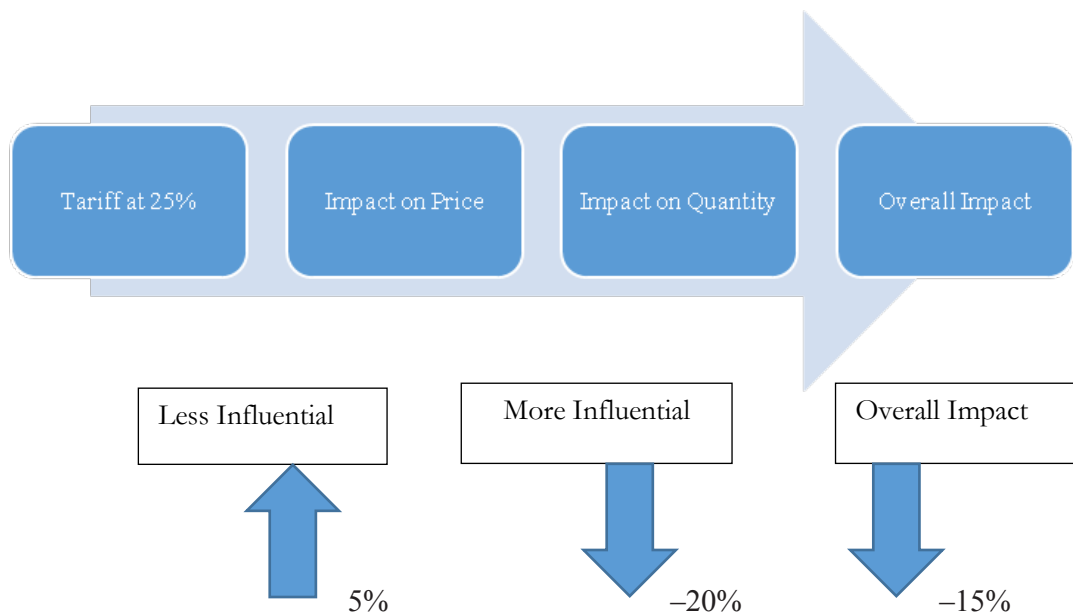 Tariff at 25%
Impact on Price
Impact on Quantity
Overall Impact
Less Influential
More Influential
Overall Impact
5%
–20%
–15%